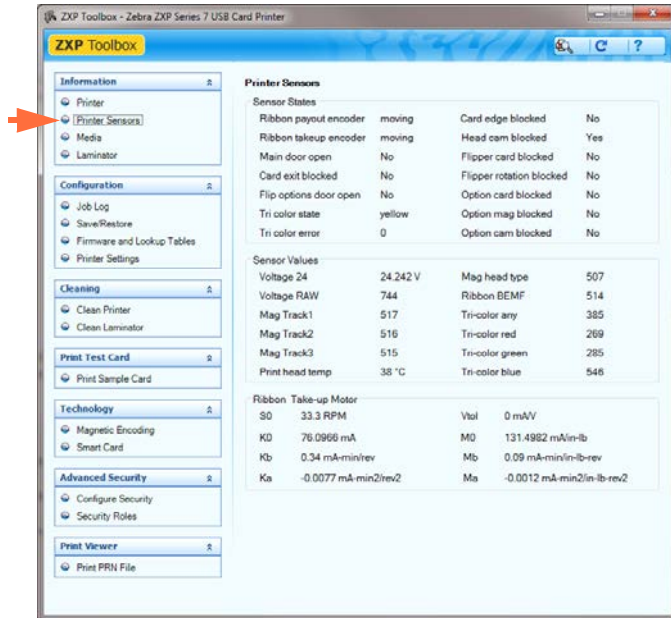 ZXP Toolbox - Zebra ZXP Series 7 USB Card Printer
ZXP Toolbox
Information
Printer
Printer Sensors
Media
Laminator
Configuration
Job Log
Save/Restore
Firmware and Lookup Tables
Printer Settings
Cleaning
Clean Printer
Clean Laminator
Print Test Card
Print Sample Card
Technology
Magnetic Encoding
Smart Card
Advanced Security
Configure Security
Security Roles
Print Viewer
Print PRN File
Printer Sensors
Sensor States
Ribbon payout encoder moving Card edge blocked No
Ribbon takeup encoder moving Head cam blocked Yes
Main door open No Flipper card blocked No
Card exit blocked No Flipper rotation blocked No
Flip options door open No Option card blocked No
Tri color state yellow Option mag blocked No
Tri color error 0 Option cam blocked No
Sensor Values
Voltage 24 24.242 V Mag head type 507
Voltage RAW 744 Ribbon BEMF 514
Mag Track1 517 Tri-color any 385
Mag Track2 516 Tri-color red 269
Mag Track3 515 Tri-color green 285
Print head temp 38 °C Tri-color blue 546
Ribbon Take-up Motor
S0 33.3 RPM Vtol 0 mA/V
K0 76.0966 mA M0 131.4982 mA/in-lb
Kb 0.34 mA-min/rev Mb 0.09 mA-min/in-lb-rev
Ka -0.0077 mA-min2/rev2 Ma -0.0012 mA-min2/in-lb-rev2